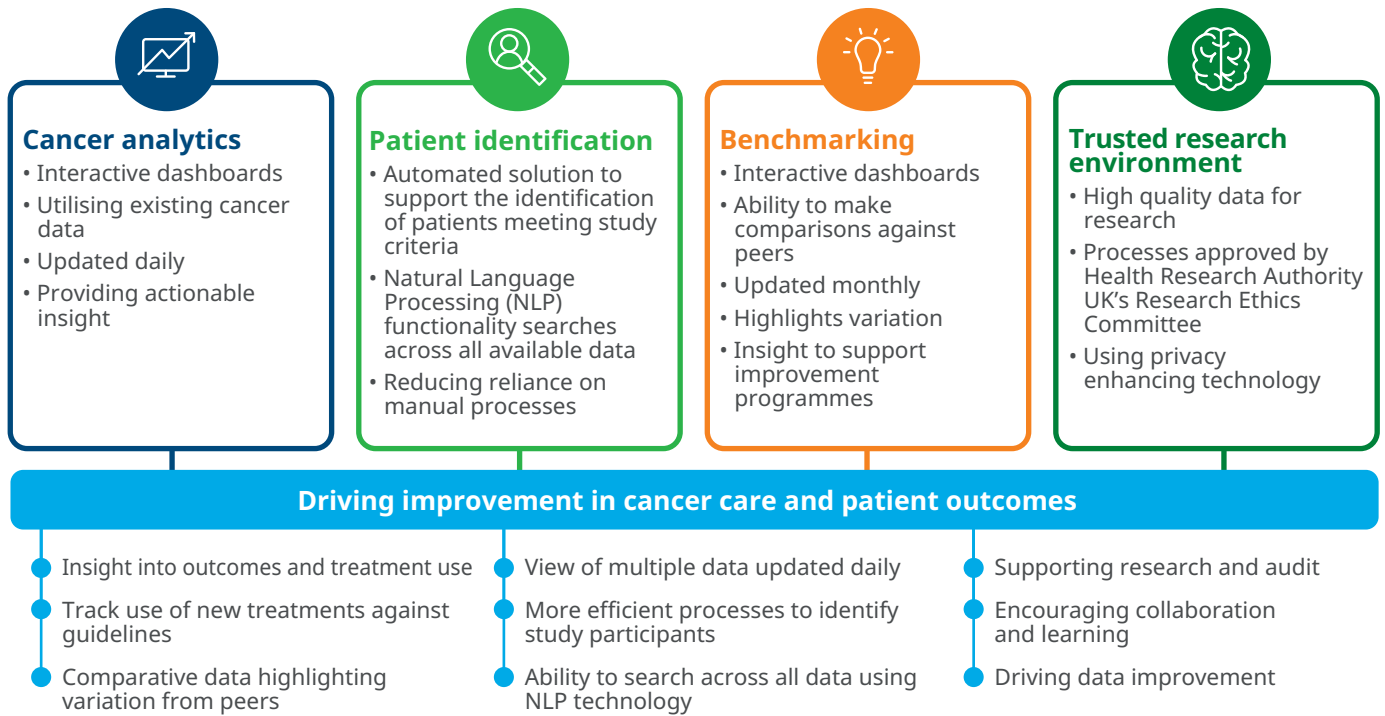 Cancer analytics
• Interactive dashboards
• Utilising existing cancer
data
• Updated daily
• Providing actionable
insight
Patient identification
• Automated solution to
support the identification
of patients meeting study
criteria
• Natural Language
Processing (NLP)
functionality searches
across all available data
• Reducing reliance on
manual processes
Benchmarking
• Interactive dashboards
• Ability to make
comparisons against
peers
• Updated monthly
• Highlights variation
• Insight to support
improvement
programmes
Trusted research
environment
• High quality data for
research
• Processes approved by
Health Research Authority
UK’s Research Ethics
Committee
• Using privacy
enhancing technology
Driving improvement in cancer care and patient outcomes
Insight into outcomes and treatment use
Track use of new treatments against
guidelines
Comparative data highlighting
variation from peers
View of multiple data updated daily
More efficient processes to identify
study participants
Ability to search across all data using
NLP technology
Supporting research and audit
Encouraging collaboration
and learning
Driving data improvement